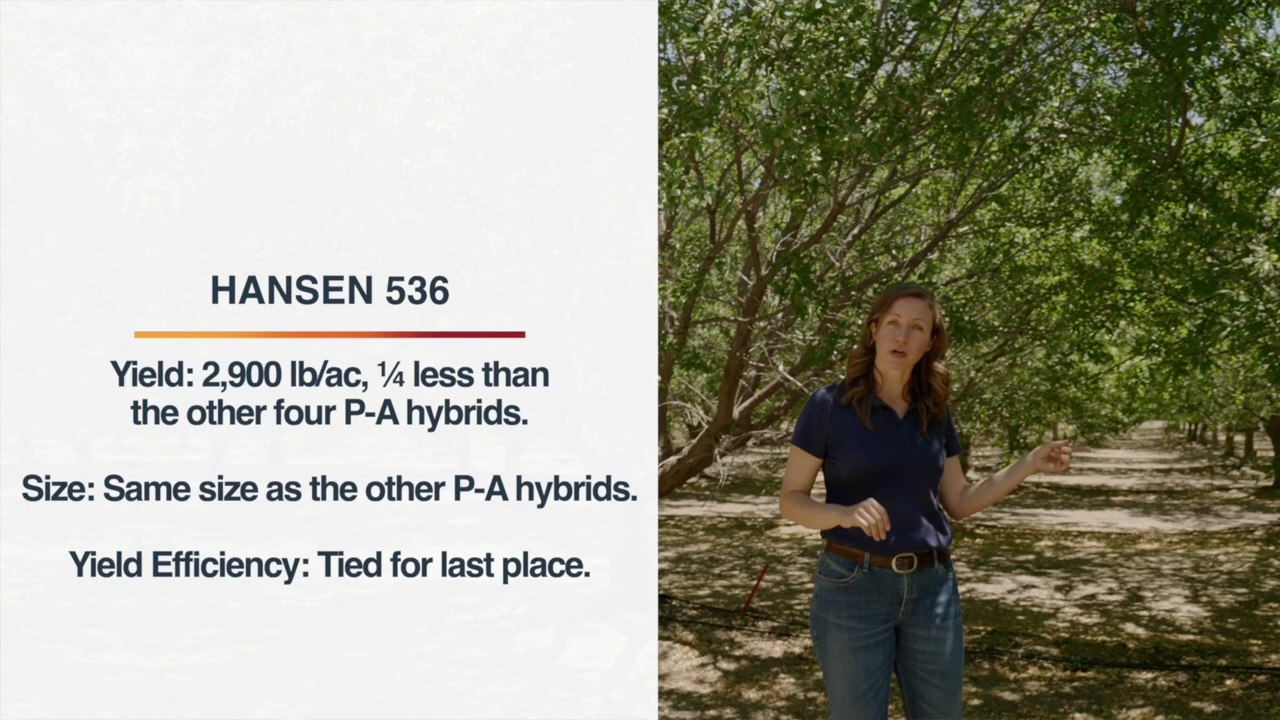 HANSEN 536
Yield: 2,900 lb/ac, ¼ less than
the other four P-A hybrids.
Size: Same size as the other P-A hybrids.
Yield Efficiency: Tied for last place.